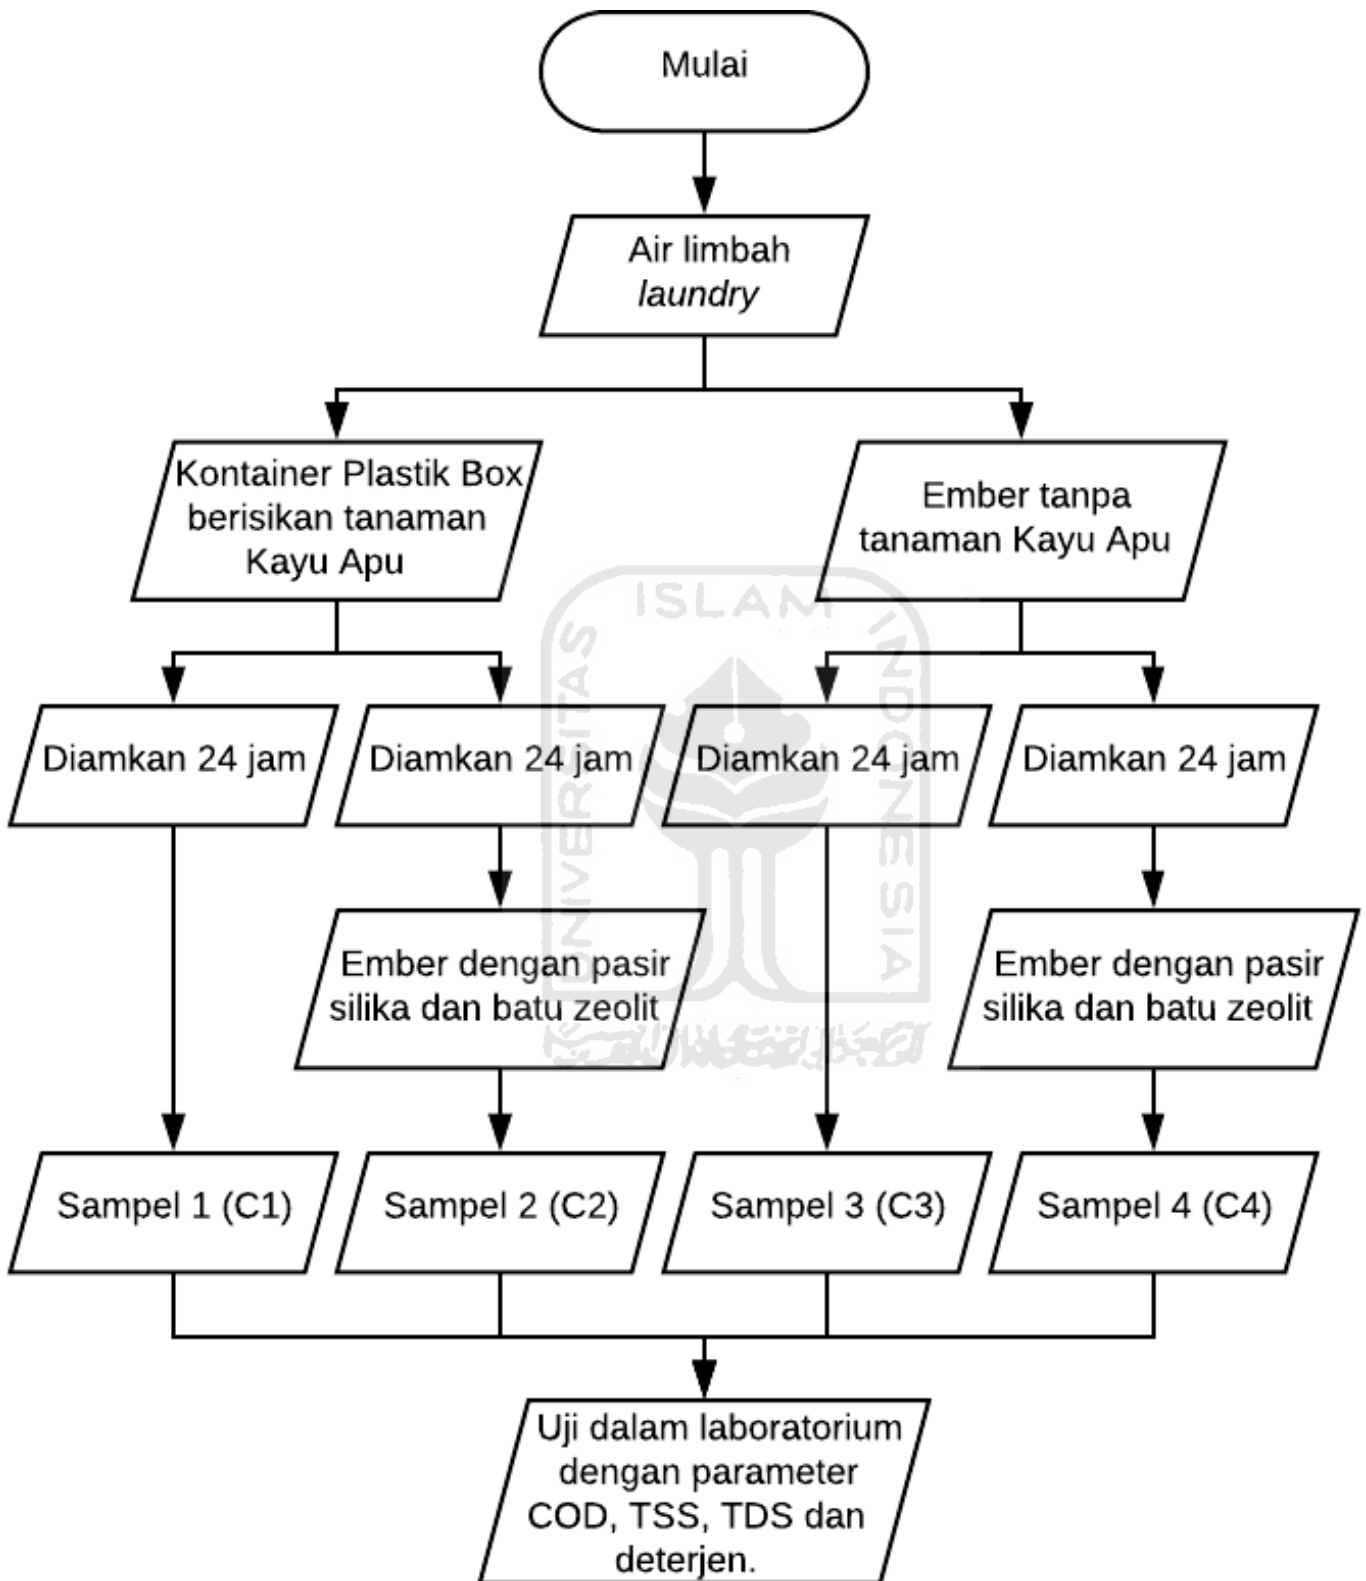 Mulai
Air limbah
laundry
Kontainer Plastik Box
berisikan tanaman
Kayu Apu
Ember tanpa
tanaman Kayu Apu
Diamkan 24 jam
Diamkan 24 jam
Diamkan 24 jam
Diamkan 24 jam
Ember dengan pasir
silika dan batu zeolit
Ember dengan pasir
silika dan batu zeolit
Sampel 1 (C1)
Sampel 2 (C2)
Sampel 3 (C3)
Sampel 4 (C4)
Uji dalam laboratorium
dengan parameter
COD, TSS, TDS dan
deterjen.
UNIVERSITAS
ISLAM
INDONESIA